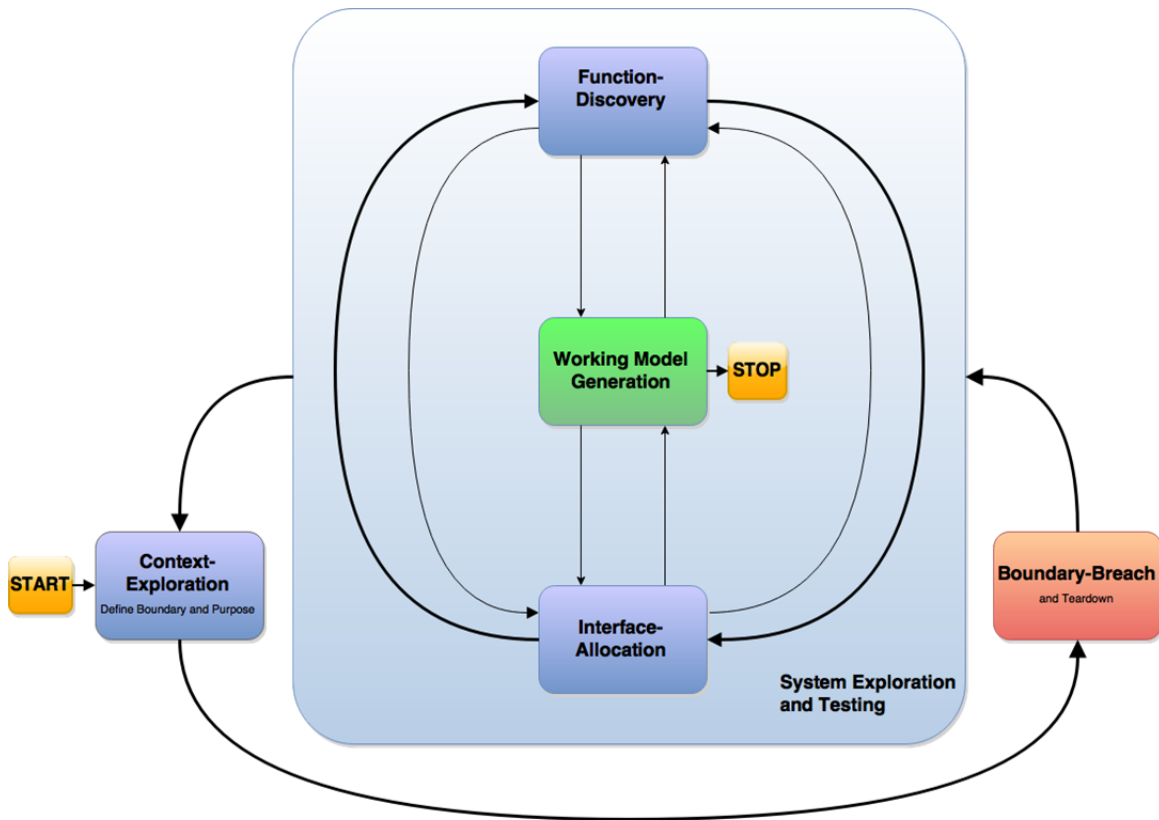 Function-
Discovery
Working Model
Generation
STOP
START
Context-
Exploration
Define Boundary and Purpose
Boundary-Breach
and Teardown
Interface-
Allocation
System Exploration
and Testing